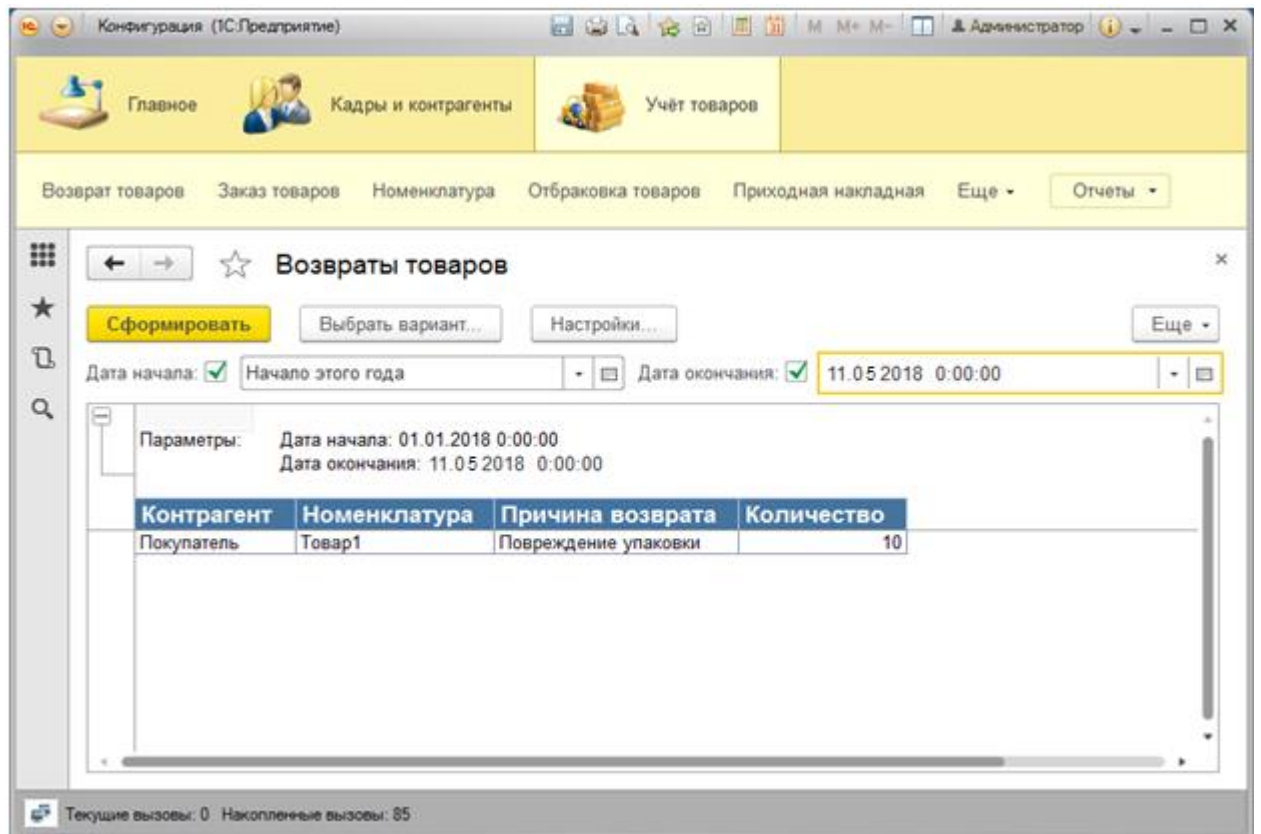 Конфигурация (1С:Предприятие) М М+ М- Администратор
Главное Кадры и контрагенты Учёт товаров
Возврат товаров Заказ товаров Номенклатура Отбраковка товаров Приходная накладная Еще Отчеты
Возвраты товаров
Сформировать Выбрать вариант... Настройки... Еще
Дата начала: Начало этого года Дата окончания: 11.05 2018 0:00:00
Параметры: Дата начала: 01.01.2018 0:00:00
Дата окончания: 11.05 2018 0:00:00
Контрагент Номенклатура Причина возврата Количество
Покупатель Товар1 Повреждение упаковки 10
Текущие вызовы: 0 Накопленные вызовы: 85